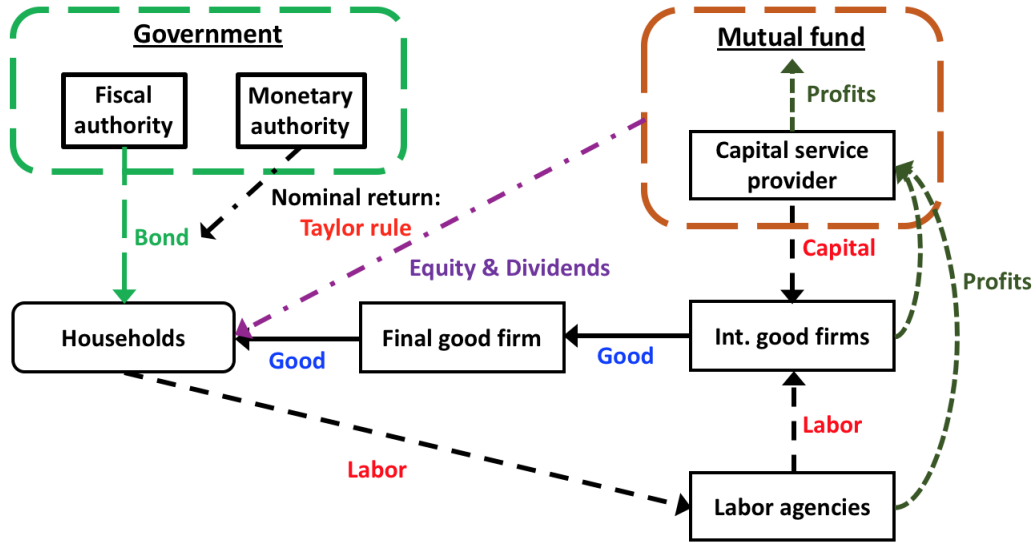 Government
Fiscal
authority
Monetary
authority
Mutual fund
Profits
Capital service
provider
Nominal return:
Taylor rule
Bond
Equity & Dividends
Capital
Profits
Households
Final good firm
Int. good firms
Good
Good
Labor
Labor
Labor agencies